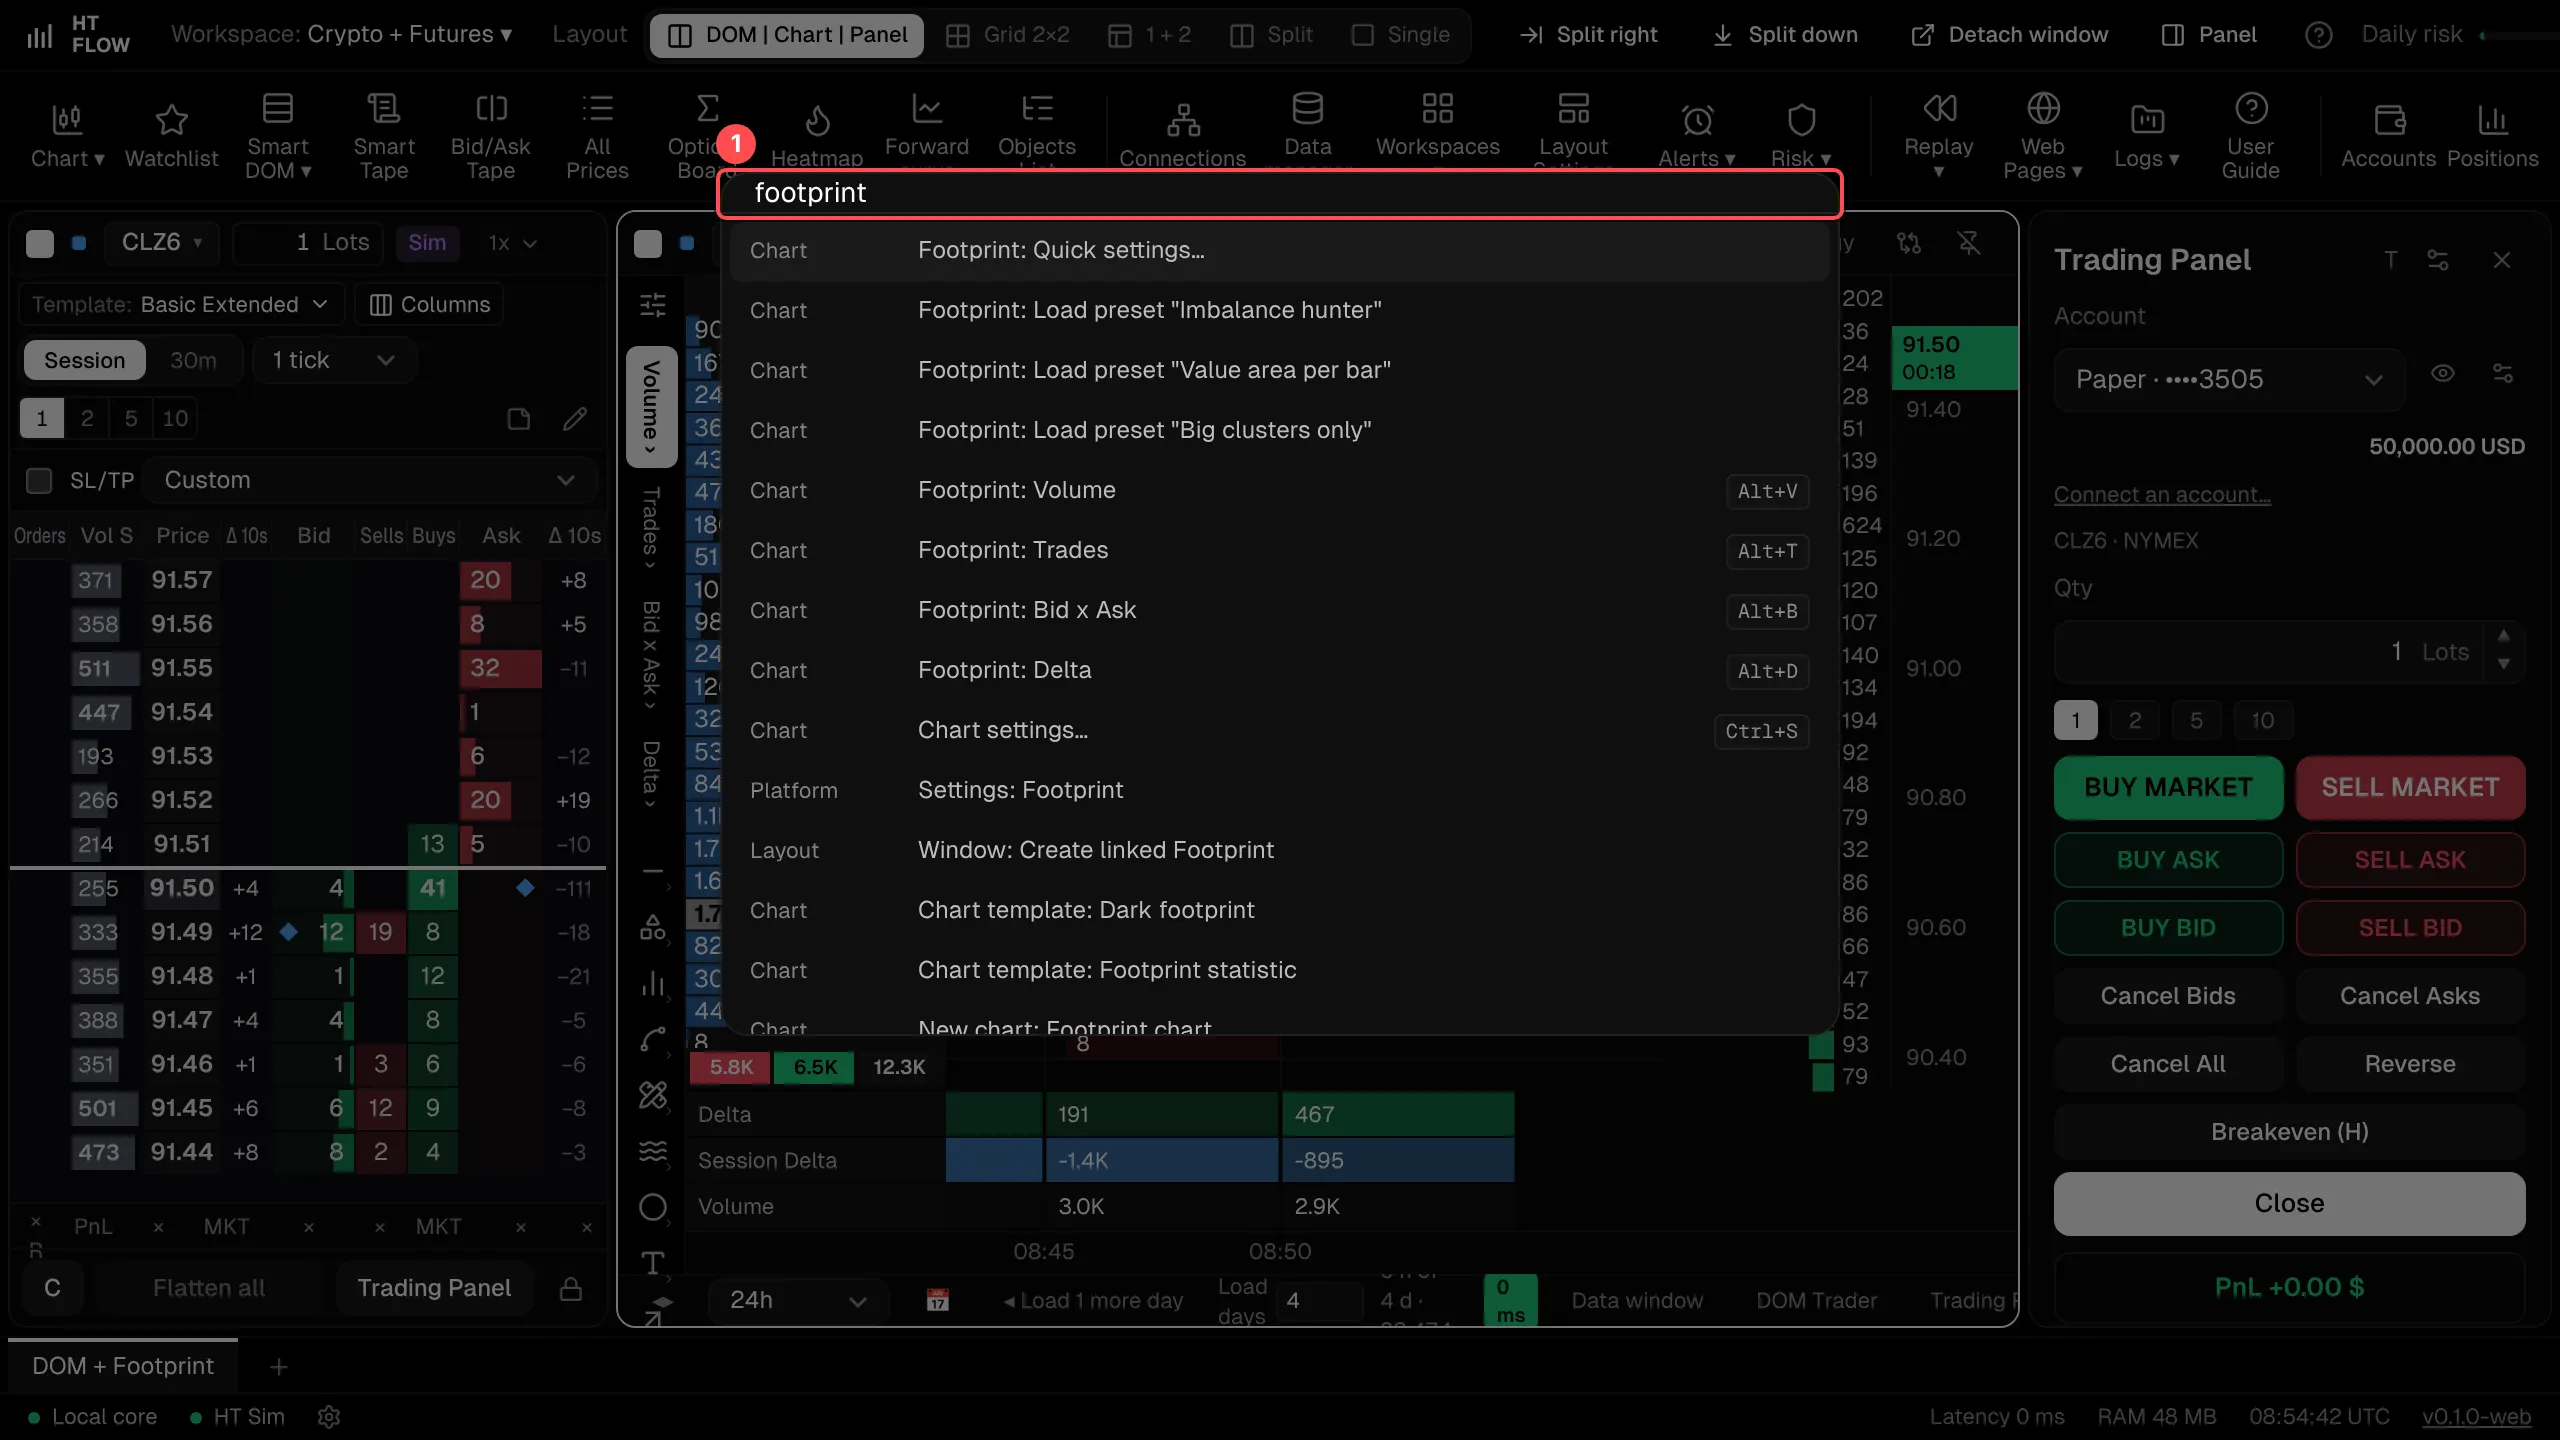 HT FLOW
Workspace: Crypto + Futures ▾
Layout
DOM | Chart | Panel
Grid 2×2
1 + 2
Split
Single
Split right
Split down
Detach window
Panel
Daily risk
Chart ▾
Watchlist
Smart DOM ▾
Smart Tape
Bid/Ask Tape
All Prices
Heatmap
Forward
Objects
Connections
Data
Workspaces
Layout
Alerts ▾
Risk ▾
Replay ▾
Web Pages ▾
Logs ▾
User Guide
Accounts
Positions
1
footprint
Chart Footprint: Quick settings…
Chart Footprint: Load preset "Imbalance hunter"
Chart Footprint: Load preset "Value area per bar"
Chart Footprint: Load preset "Big clusters only"
Chart Footprint: Volume Alt+V
Chart Footprint: Trades Alt+T
Chart Footprint: Bid x Ask Alt+B
Chart Footprint: Delta Alt+D
Chart Chart settings… Ctrl+S
Platform Settings: Footprint
Layout Window: Create linked Footprint
Chart Chart template: Dark footprint
Chart Chart template: Footprint statistic
Chart New chart: Footprint chart
CLZ6 ▾ 1 Lots Sim 1x
Template: Basic Extended Columns
Session 30m 1 tick
1 2 5 10
SL/TP Custom
Orders Vol S Price Δ 10s Bid Sells Buys Ask Δ 10s
371 91.57 20 +8
358 91.56 8 +5
511 91.55 32 −11
447 91.54 1
193 91.53 6 −12
266 91.52 20 +19
214 91.51 13 5 −10
255 91.50 +4 4 41 −111
333 91.49 +12 12 19 8 −18
355 91.48 +1 1 12 −21
388 91.47 +4 4 8 −5
351 91.46 +1 1 3 6 −6
501 91.45 +6 6 12 9 −8
473 91.44 +8 8 2 4 −3
× PnL × MKT × × MKT × ×
C Flatten all Trading Panel
Volume ›
Trades ›
Bid x Ask ›
Delta ›
202
36
24
28
51
139
196
624
125
120
107
140
134
194
92
48
79
32
86
86
66
47
52
93
79
91.50
00:18
91.40
91.20
91.00
90.80
90.60
90.40
8 8
5.8K 6.5K 12.3K
Delta 191 467
Session Delta -1.4K -895
Volume 3.0K 2.9K
08:45 08:50
24h
◂ Load 1 more day
Load days 4
4 d ·
0 ms
Data window
DOM Trader
Trading
Trading Panel
Account
Paper · ••••3505
50,000.00 USD
Connect an account…
CLZ6 · NYMEX
Qty
1 Lots
1 2 5 10
BUY MARKET SELL MARKET
BUY ASK SELL ASK
BUY BID SELL BID
Cancel Bids Cancel Asks
Cancel All Reverse
Breakeven (H)
Close
PnL +0.00 $
DOM + Footprint +
Local core HT Sim
Latency 0 ms RAM 48 MB 08:54:42 UTC v0.1.0-web